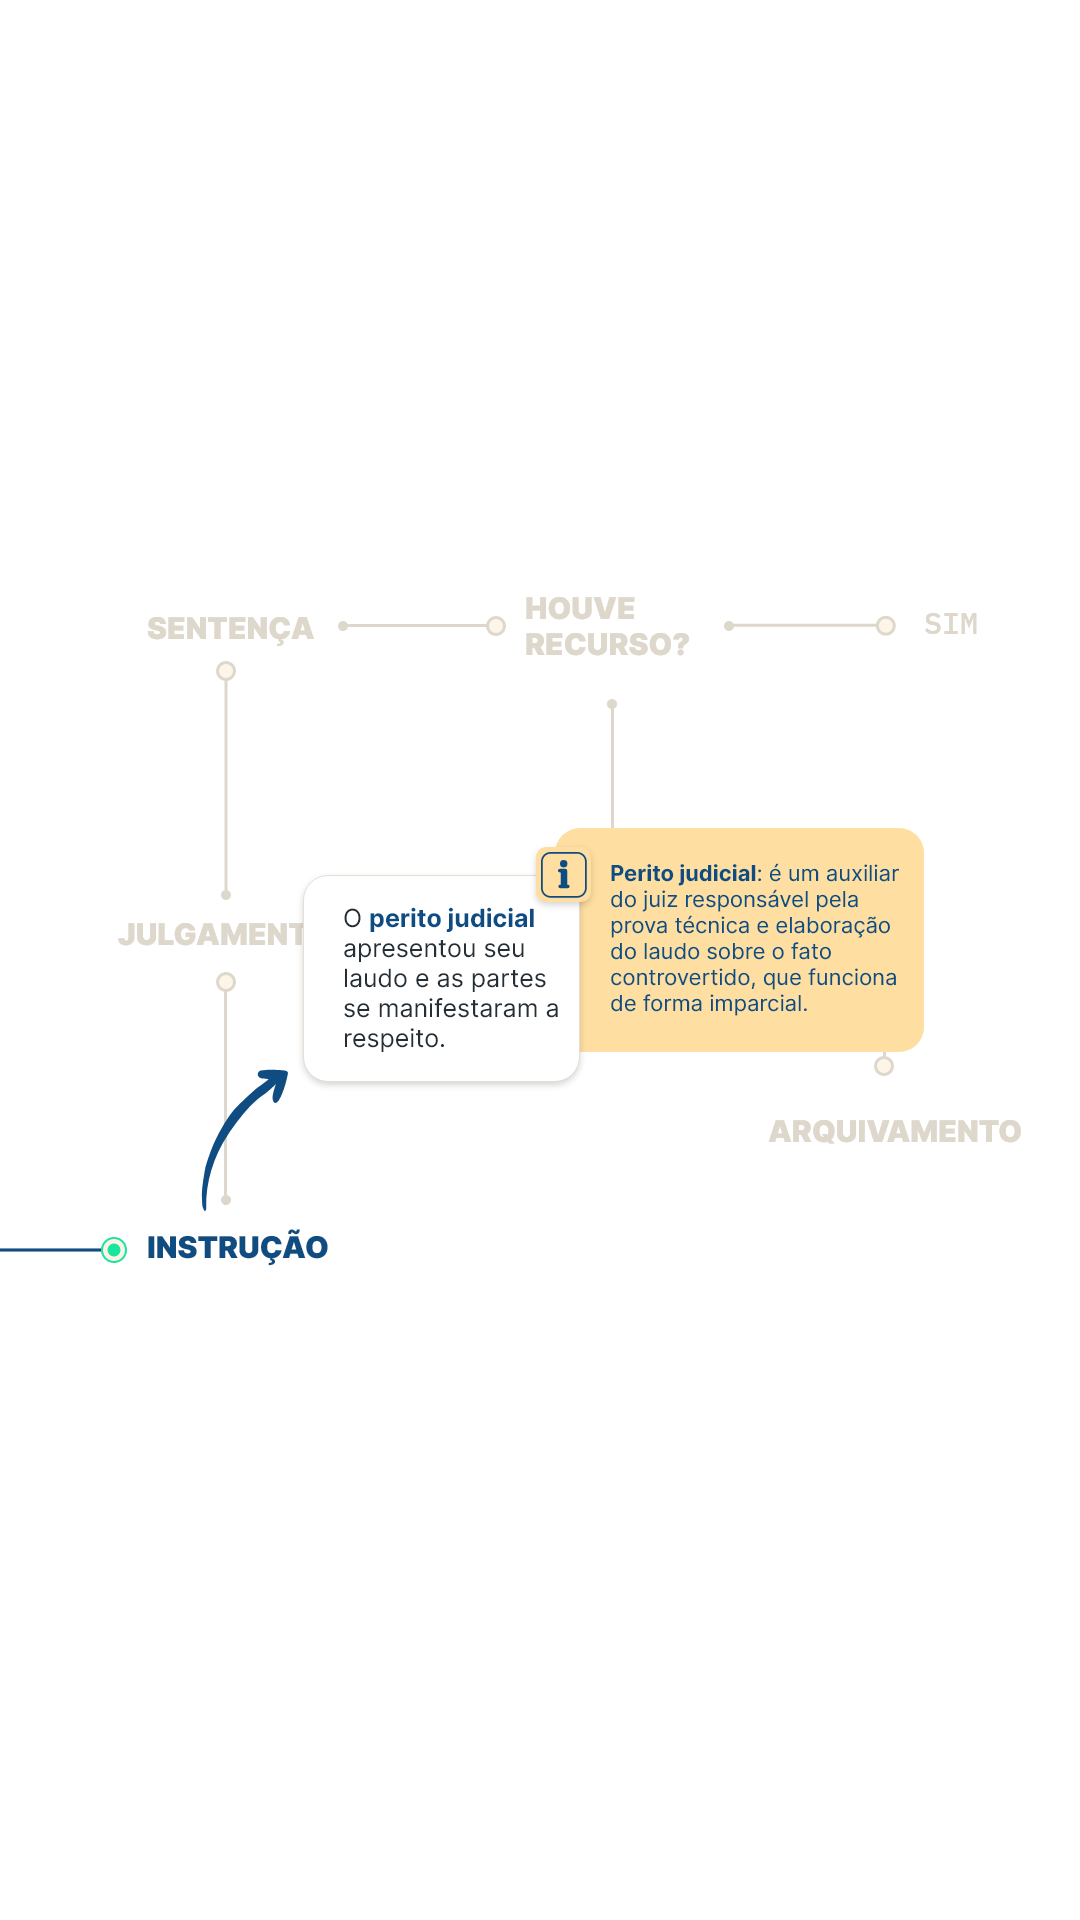 SENTENÇA
HOUVE
RECURSO?
SIM
Perito judicial: é um auxiliar
do juiz responsável pela
prova técnica e elaboração
do laudo sobre o fato
controvertido, que funciona
de forma imparcial.
JULGAMENT
O perito judicial
apresentou seu
laudo e as partes
se manifestaram a
respeito.
ARQUIVAMENTO
INSTRUÇÃO